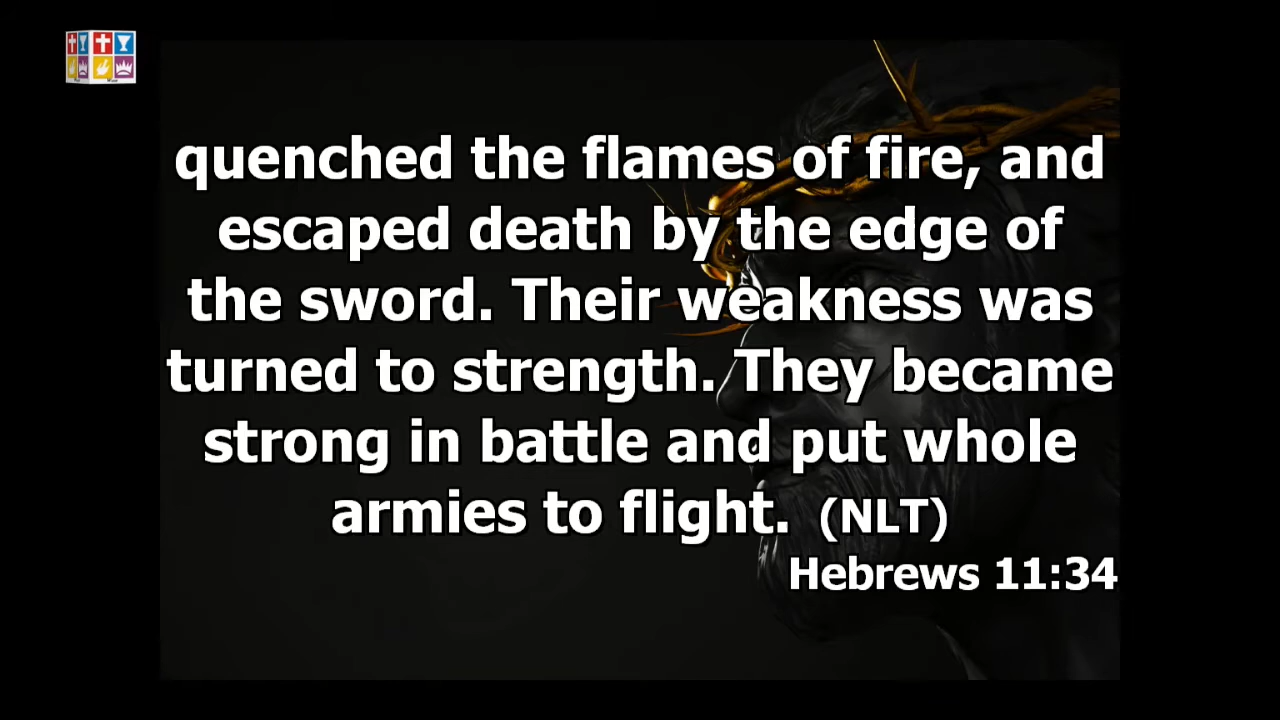 quenched the flames of fire, and
escaped death by the edge of
the sword. Their weakness was
turned to strength. They became
strong in battle and put whole
armies to flight. (NLT)
Hebrews 11:34